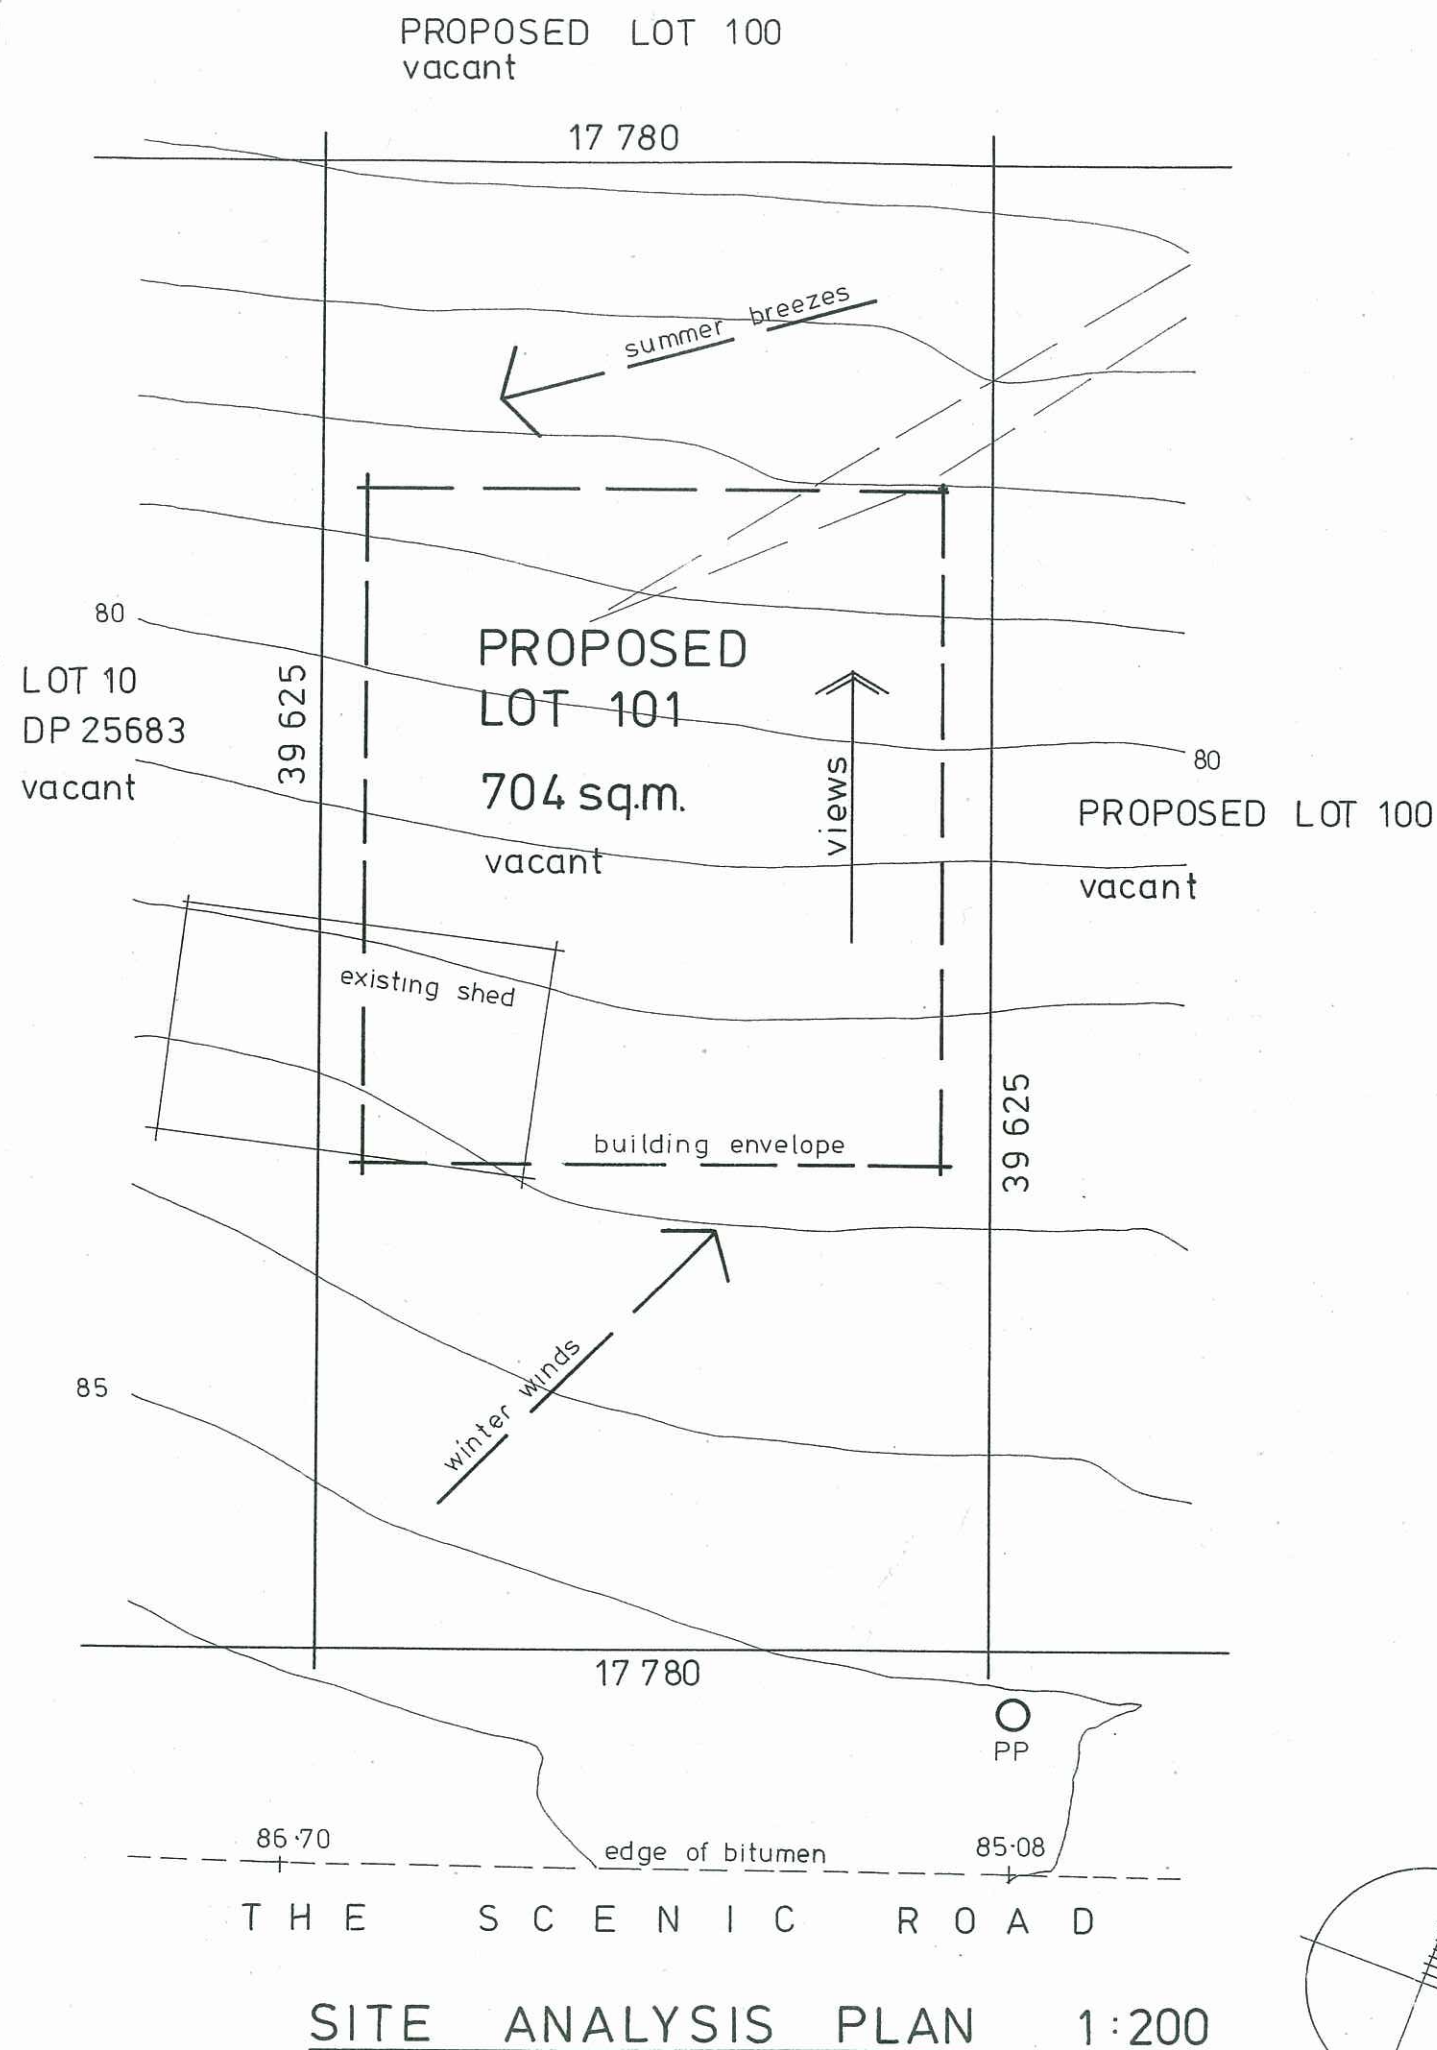 PROPOSED LOT 100
vacant
17 780
summer breezes
80
PROPOSED
LOT 101
704 sq.m.
vacant
LOT 10
DP 25683
vacant
39 625
views
80
PROPOSED LOT 100
vacant
existing shed
building envelope
39 625
winter winds
85
17 780
PP
86·70
edge of bitumen
85·08
THE SCENIC ROAD
SITE ANALYSIS PLAN 1:200